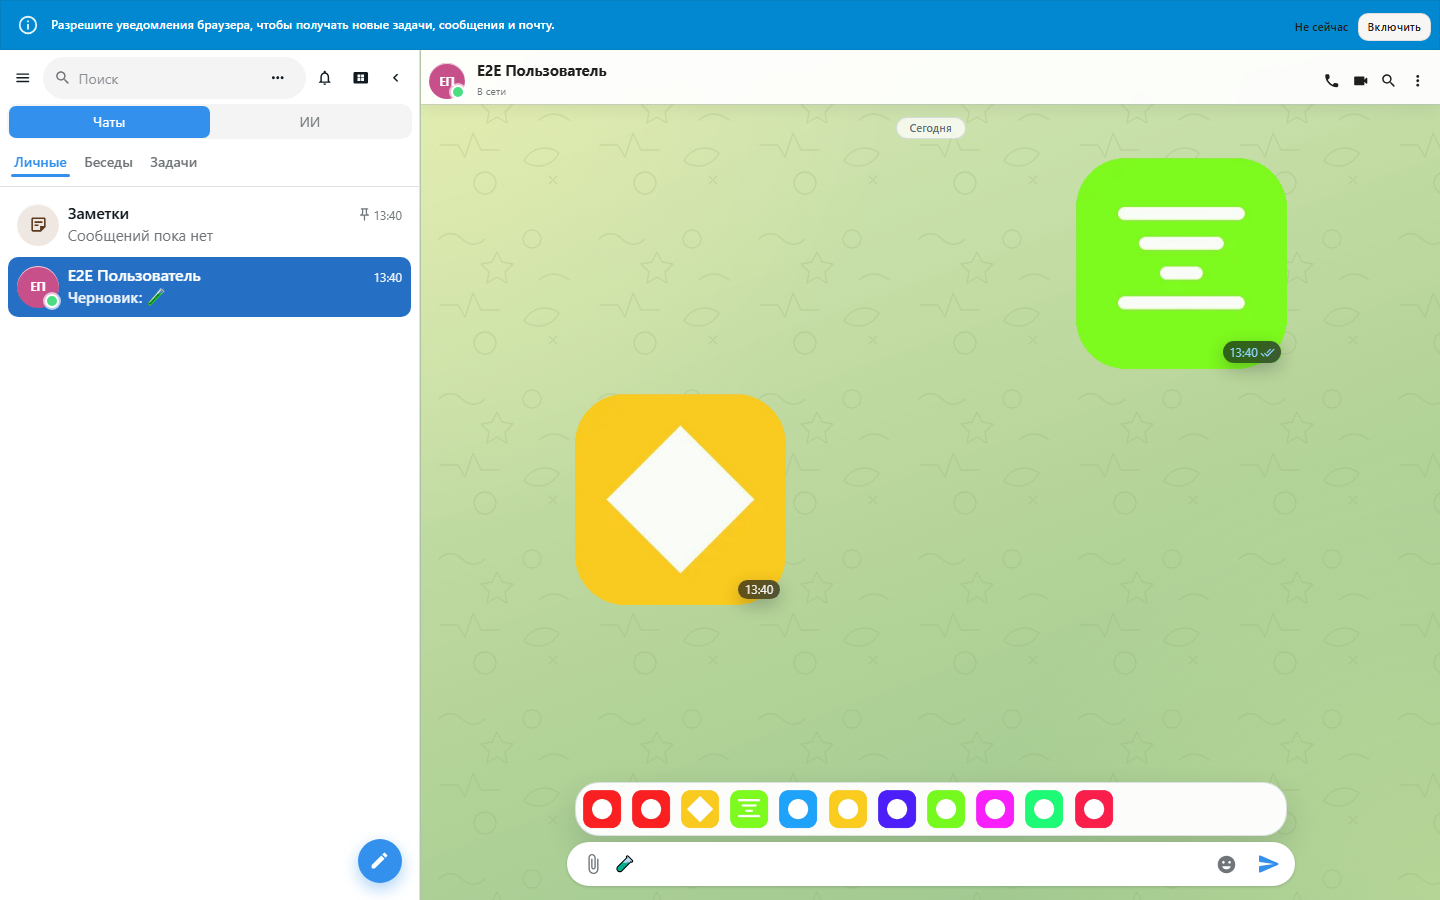 Разрешите уведомления браузера, чтобы получать новые задачи, сообщения и почту.
Не сейчас
Включить
Поиск
Чаты
ИИ
Личные
Беседы
Задачи
Заметки
13:40
Сообщений пока нет
ЕП
E2E Пользователь
13:40
Черновик:
ЕП
E2E Пользователь
В сети
Сегодня
13:40
13:40